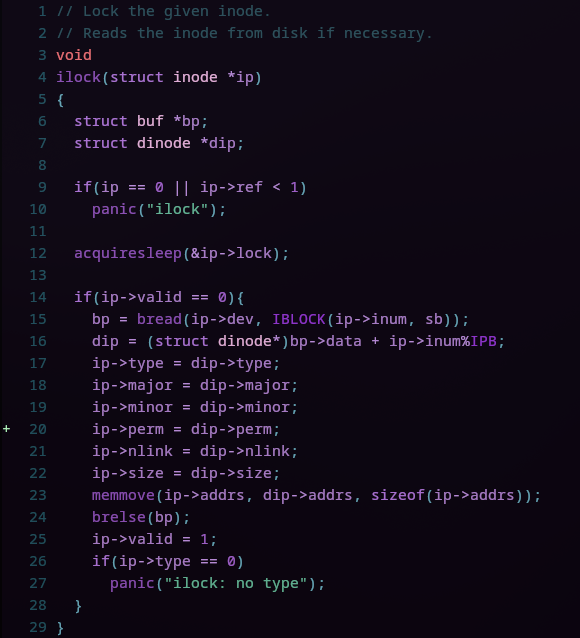 1 // Lock the given inode.
2 // Reads the inode from disk if necessary.
3 void
4 ilock(struct inode *ip)
5 {
6   struct buf *bp;
7   struct dinode *dip;
8
9   if(ip == 0 || ip->ref < 1)
10     panic("ilock");
11
12   acquiresleep(&ip->lock);
13
14   if(ip->valid == 0){
15     bp = bread(ip->dev, IBLOCK(ip->inum, sb));
16     dip = (struct dinode*)bp->data + ip->inum%IPB;
17     ip->type = dip->type;
18     ip->major = dip->major;
19     ip->minor = dip->minor;
+ 20     ip->perm = dip->perm;
21     ip->nlink = dip->nlink;
22     ip->size = dip->size;
23     memmove(ip->addrs, dip->addrs, sizeof(ip->addrs));
24     brelse(bp);
25     ip->valid = 1;
26     if(ip->type == 0)
27       panic("ilock: no type");
28   }
29 }